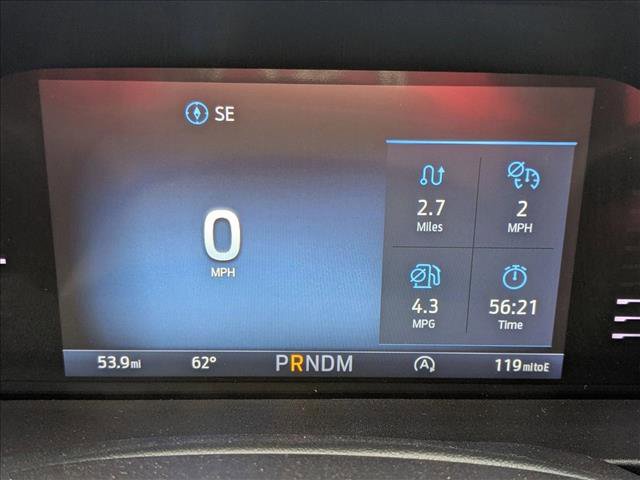 SE
0
MPH
2.7
Miles
2
MPH
4.3
MPG
56:21
Time
53.9mi 62° PRNDM A 119mitoE